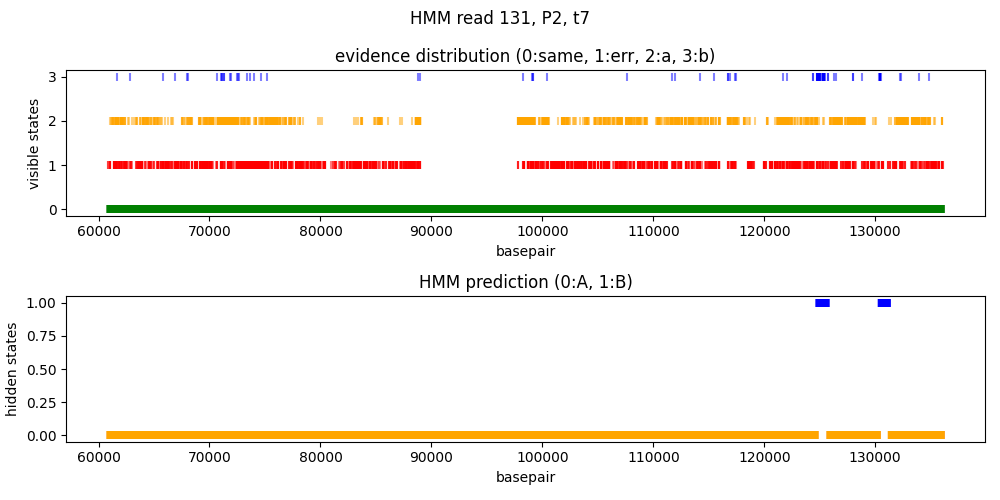 HMM read 131, P2, t7
evidence distribution (0:same, 1:err, 2:a, 3:b)
visible states
3
2
1
0
60000 70000 80000 90000 100000 110000 120000 130000
basepair
HMM prediction (0:A, 1:B)
hidden states
1.00
0.75
0.50
0.25
0.00
60000 70000 80000 90000 100000 110000 120000 130000
basepair